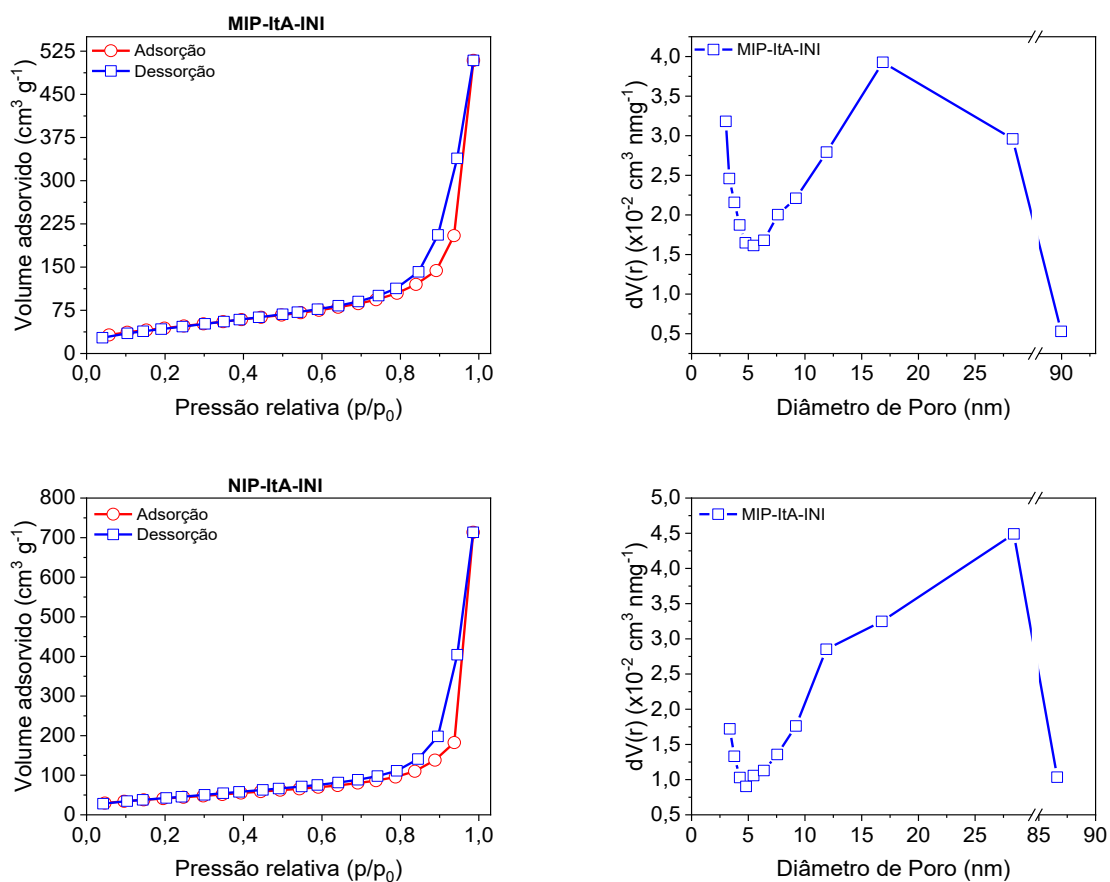 MIP-ItA-INI
525
450
375
300
225
150
75
0
Volume adsorvido (cm³ g⁻¹)
Adsorção
Dessorção
0,0 0,2 0,4 0,6 0,8 1,0
Pressão relativa (p/p₀)
4,0
3,5
3,0
2,5
2,0
1,5
1,0
0,5
dV(r) (x10⁻² cm³ nmg⁻¹)
MIP-ItA-INI
0 5 10 15 20 25 90
Diâmetro de Poro (nm)
NIP-ItA-INI
800
700
600
500
400
300
200
100
0
Volume adsorvido (cm³ g⁻¹)
Adsorção
Dessorção
0,0 0,2 0,4 0,6 0,8 1,0
Pressão relativa (p/p₀)
5,0
4,5
4,0
3,5
3,0
2,5
2,0
1,5
1,0
0,5
dV(r) (x10⁻² cm³ nmg⁻¹)
MIP-ItA-INI
0 5 10 15 20 25 85 90
Diâmetro de Poro (nm)